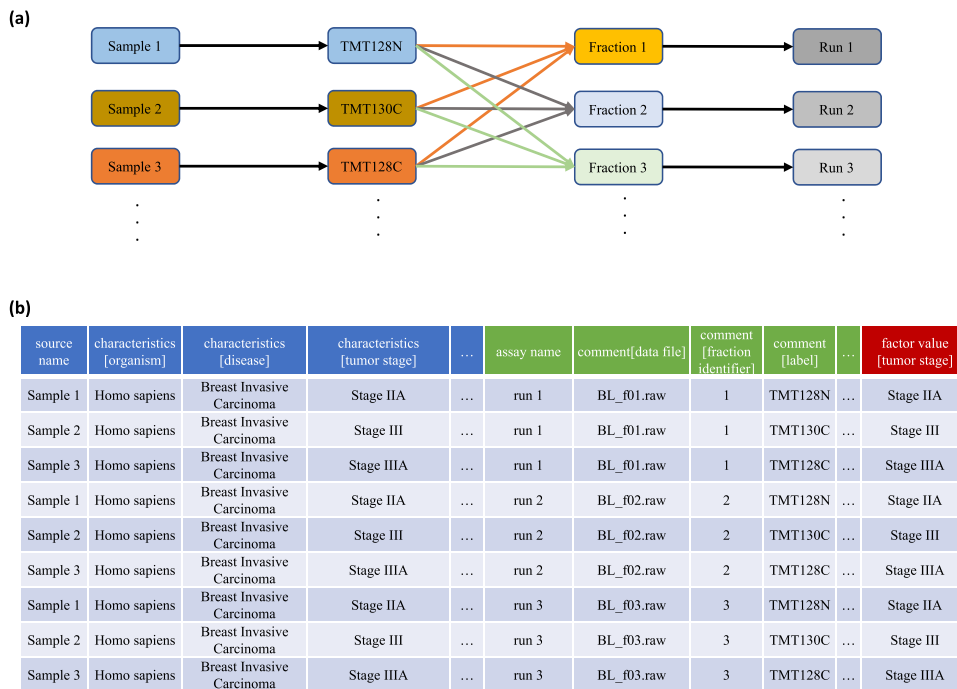 (a)
Sample 1 TMT128N Fraction 1 Run 1
Sample 2 TMT130C Fraction 2 Run 2
Sample 3 TMT128C Fraction 3 Run 3
(b)
source name characteristics [organism] characteristics [disease] characteristics [tumor stage] … assay name comment[data file] comment [fraction identifier] comment [label] … factor value [tumor stage]
Sample 1 Homo sapiens Breast Invasive Carcinoma Stage IIA … run 1 BL_f01.raw 1 TMT128N … Stage IIA
Sample 2 Homo sapiens Breast Invasive Carcinoma Stage III … run 1 BL_f01.raw 1 TMT130C … Stage III
Sample 3 Homo sapiens Breast Invasive Carcinoma Stage IIIA … run 1 BL_f01.raw 1 TMT128C … Stage IIIA
Sample 1 Homo sapiens Breast Invasive Carcinoma Stage IIA … run 2 BL_f02.raw 2 TMT128N … Stage IIA
Sample 2 Homo sapiens Breast Invasive Carcinoma Stage III … run 2 BL_f02.raw 2 TMT130C … Stage III
Sample 3 Homo sapiens Breast Invasive Carcinoma Stage IIIA … run 2 BL_f02.raw 2 TMT128C … Stage IIIA
Sample 1 Homo sapiens Breast Invasive Carcinoma Stage IIA … run 3 BL_f03.raw 3 TMT128N … Stage IIA
Sample 2 Homo sapiens Breast Invasive Carcinoma Stage III … run 3 BL_f03.raw 3 TMT130C … Stage III
Sample 3 Homo sapiens Breast Invasive Carcinoma Stage IIIA … run 3 BL_f03.raw 3 TMT128C … Stage IIIA